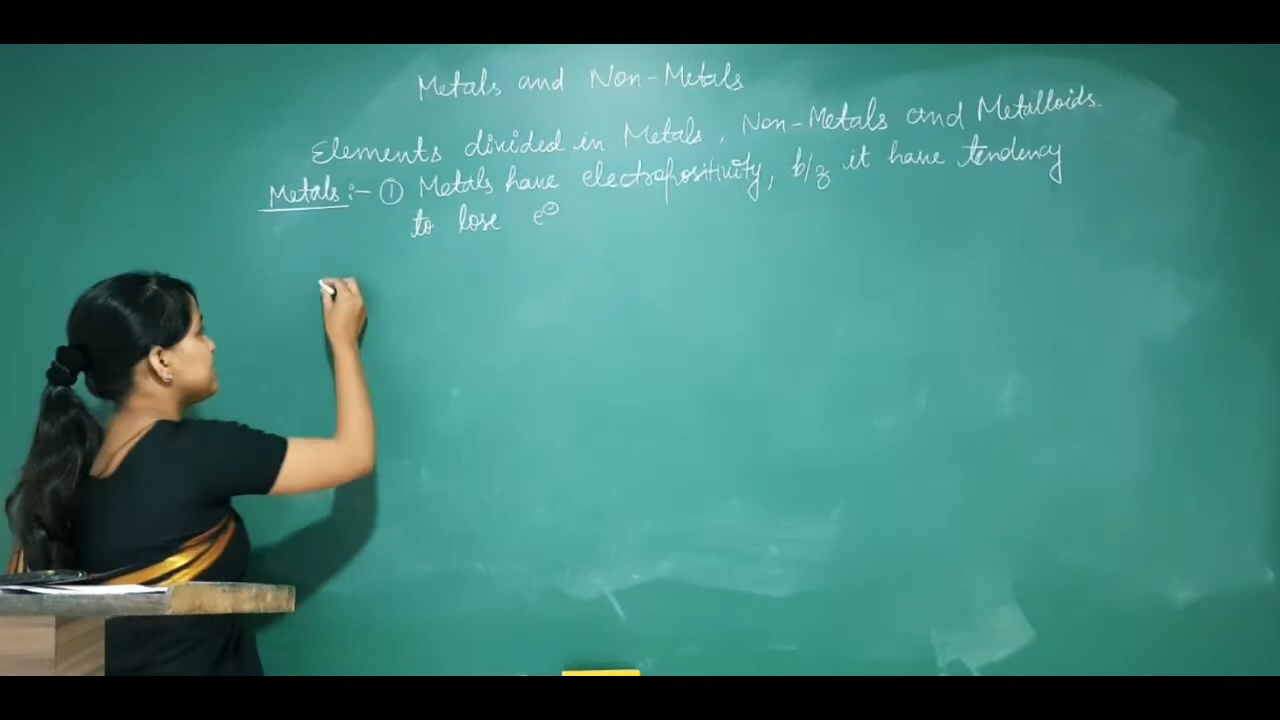 Metals and Non-Metals
Elements divided in Metals, Non-Metals and Metalloids.
Metals:- ① Metals have electropositivity, b/z it have tendency
to lose e⊖